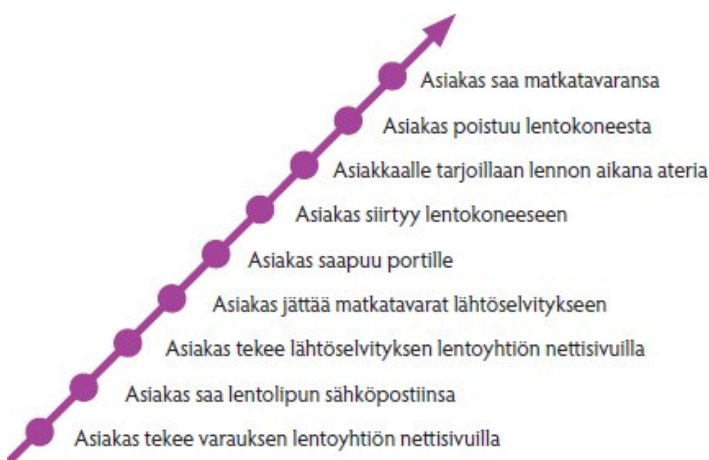 Asiakas saa matkatavaransa
Asiakas poistuu lentokoneesta
Asiakkaalle tarjoillaan lennon aikana ateria
Asiakas siirtyy lentokoneeseen
Asiakas saapuu portille
Asiakas jättää matkatavarat lähtöselvitykseen
Asiakas tekee lähtöselvityksen lentoyhtiön nettisivuilla
Asiakas saa lentolipun sähköpostiinsa
Asiakas tekee varauksen lentoyhtiön nettisivuilla